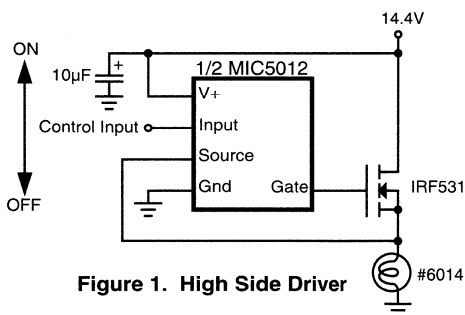 14.4V
ON
+
10µF
1/2 MIC5012
V+
Control Input
Input
Source
Gnd
Gate
IRF531
OFF
#6014
Figure 1. High Side Driver